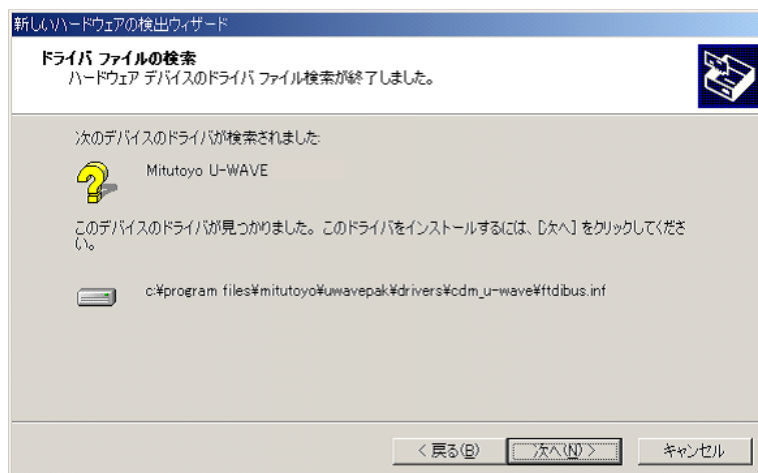 新しいハードウェアの検出ウィザード
ドライバ ファイルの検索
ハードウェア デバイスのドライバ ファイル検索が終了しました。
次のデバイスのドライバが検索されました:
Mitutoyo U-WAVE
このデバイスのドライバが見つかりました。このドライバをインストールするには、[次へ] をクリックしてくださ
い。
c:¥program files¥mitutoyo¥uwavepak¥drivers¥cdm_u-wave¥ftdibus.inf
< 戻る(B)
次へ(N) >
キャンセル